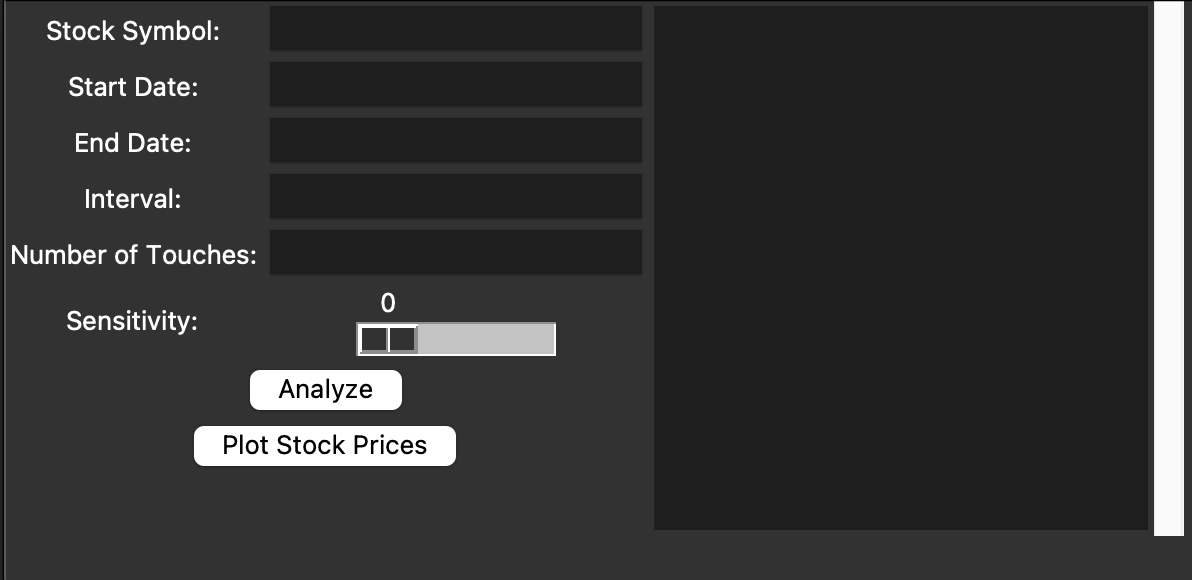 Stock Symbol:
Start Date:
End Date:
Interval:
Number of Touches:
0
Sensitivity:
Analyze
Plot Stock Prices